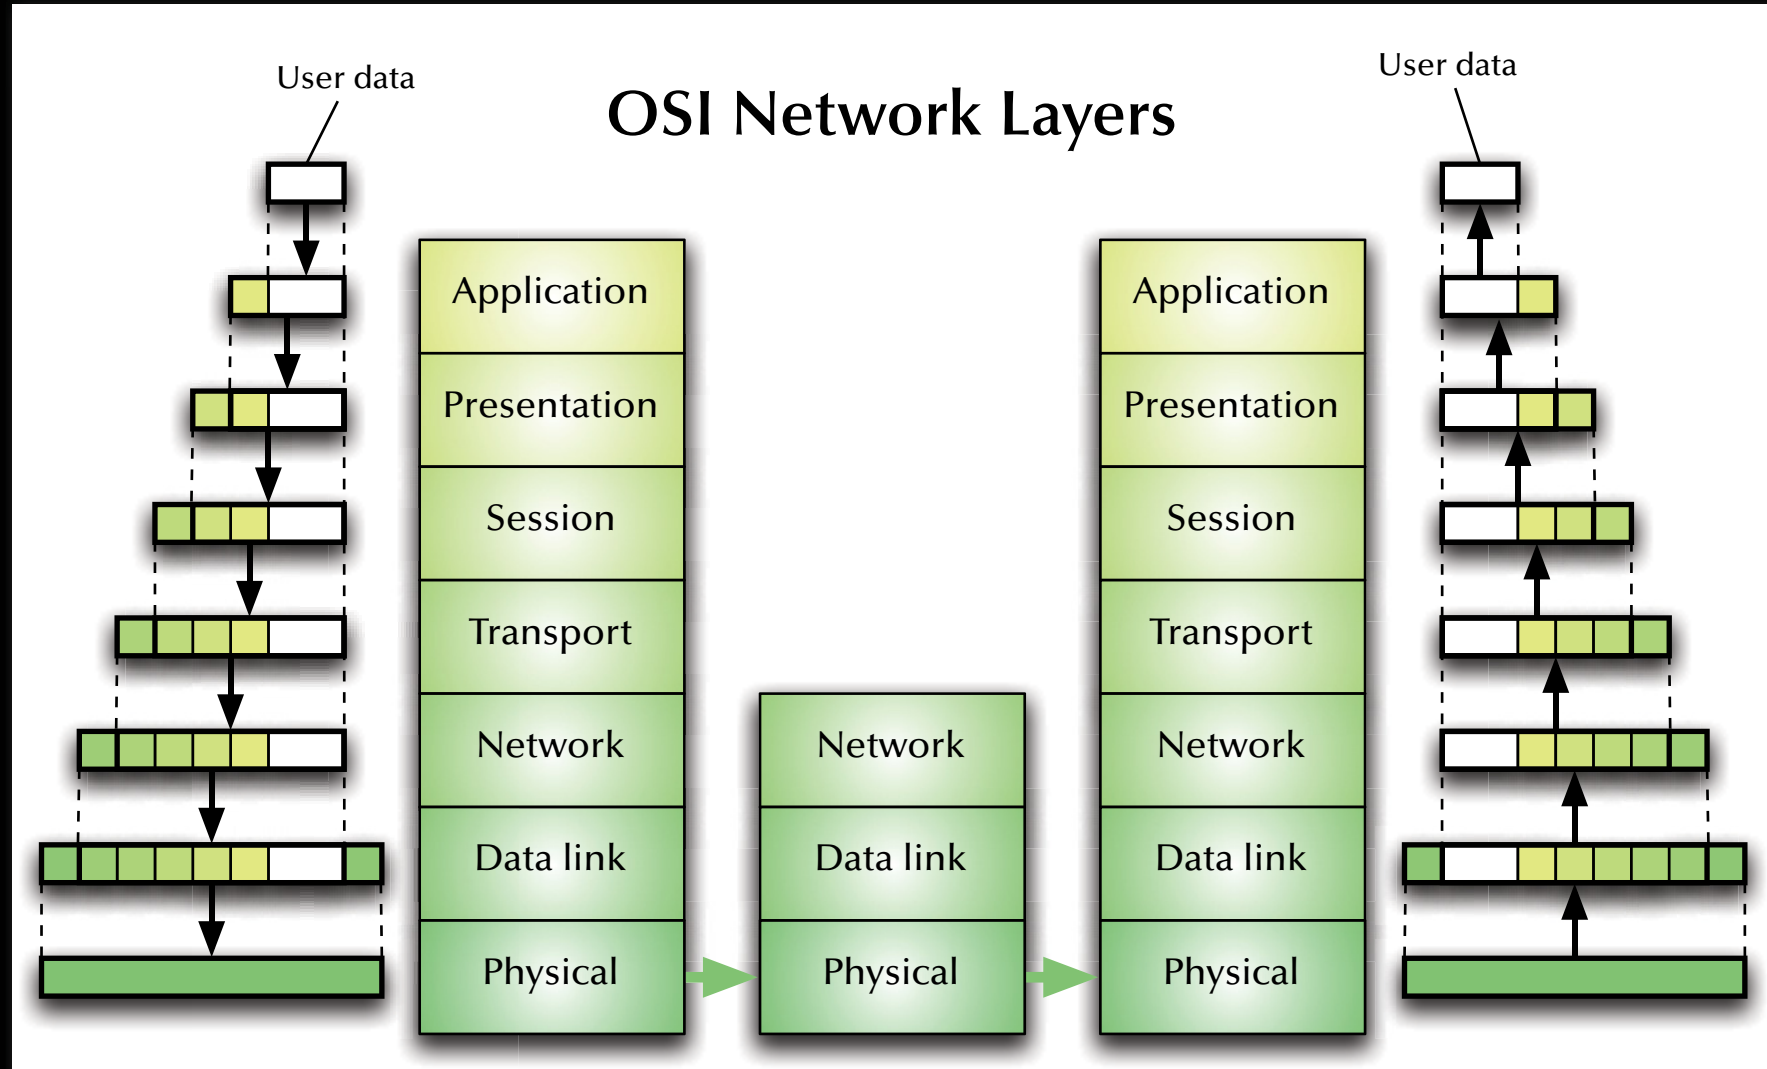 User data
User data
OSI Network Layers
Application
Presentation
Session
Transport
Network
Data link
Physical
Network
Data link
Physical
Application
Presentation
Session
Transport
Network
Data link
Physical